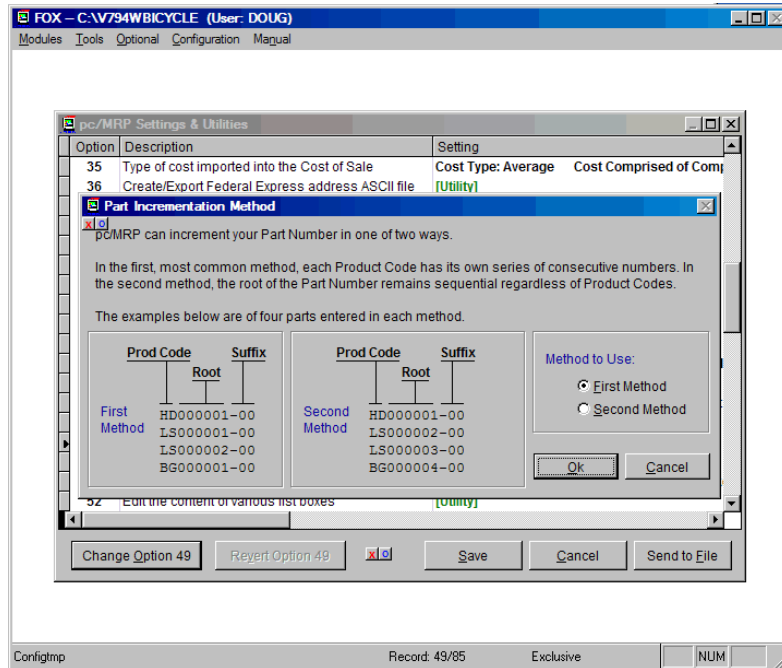 FOX – C:\V794WBICYCLE (User: DOUG)
Modules Tools Optional Configuration Manual
pc/MRP Settings & Utilities
Option Description Setting
35 Type of cost imported into the Cost of Sale Cost Type: Average Cost Comprised of Comp
36 Create/Export Federal Express address ASCII file [Utility]
Part Incrementation Method
X O
pc/MRP can increment your Part Number in one of two ways.
In the first, most common method, each Product Code has its own series of consecutive numbers. In
the second method, the root of the Part Number remains sequential regardless of Product Codes.
The examples below are of four parts entered in each method.
Prod Code Suffix
Root
First
Method
HD000001-00
LS000001-00
LS000002-00
BG000001-00
Prod Code Suffix
Root
Second
Method
HD000001-00
LS000002-00
LS000003-00
BG000004-00
Method to Use:
First Method
Second Method
Ok Cancel
52 Edit the content of various list boxes [Utility]
Change Option 49 Revert Option 49 X O Save Cancel Send to File
Configtmp Record: 49/85 Exclusive NUM